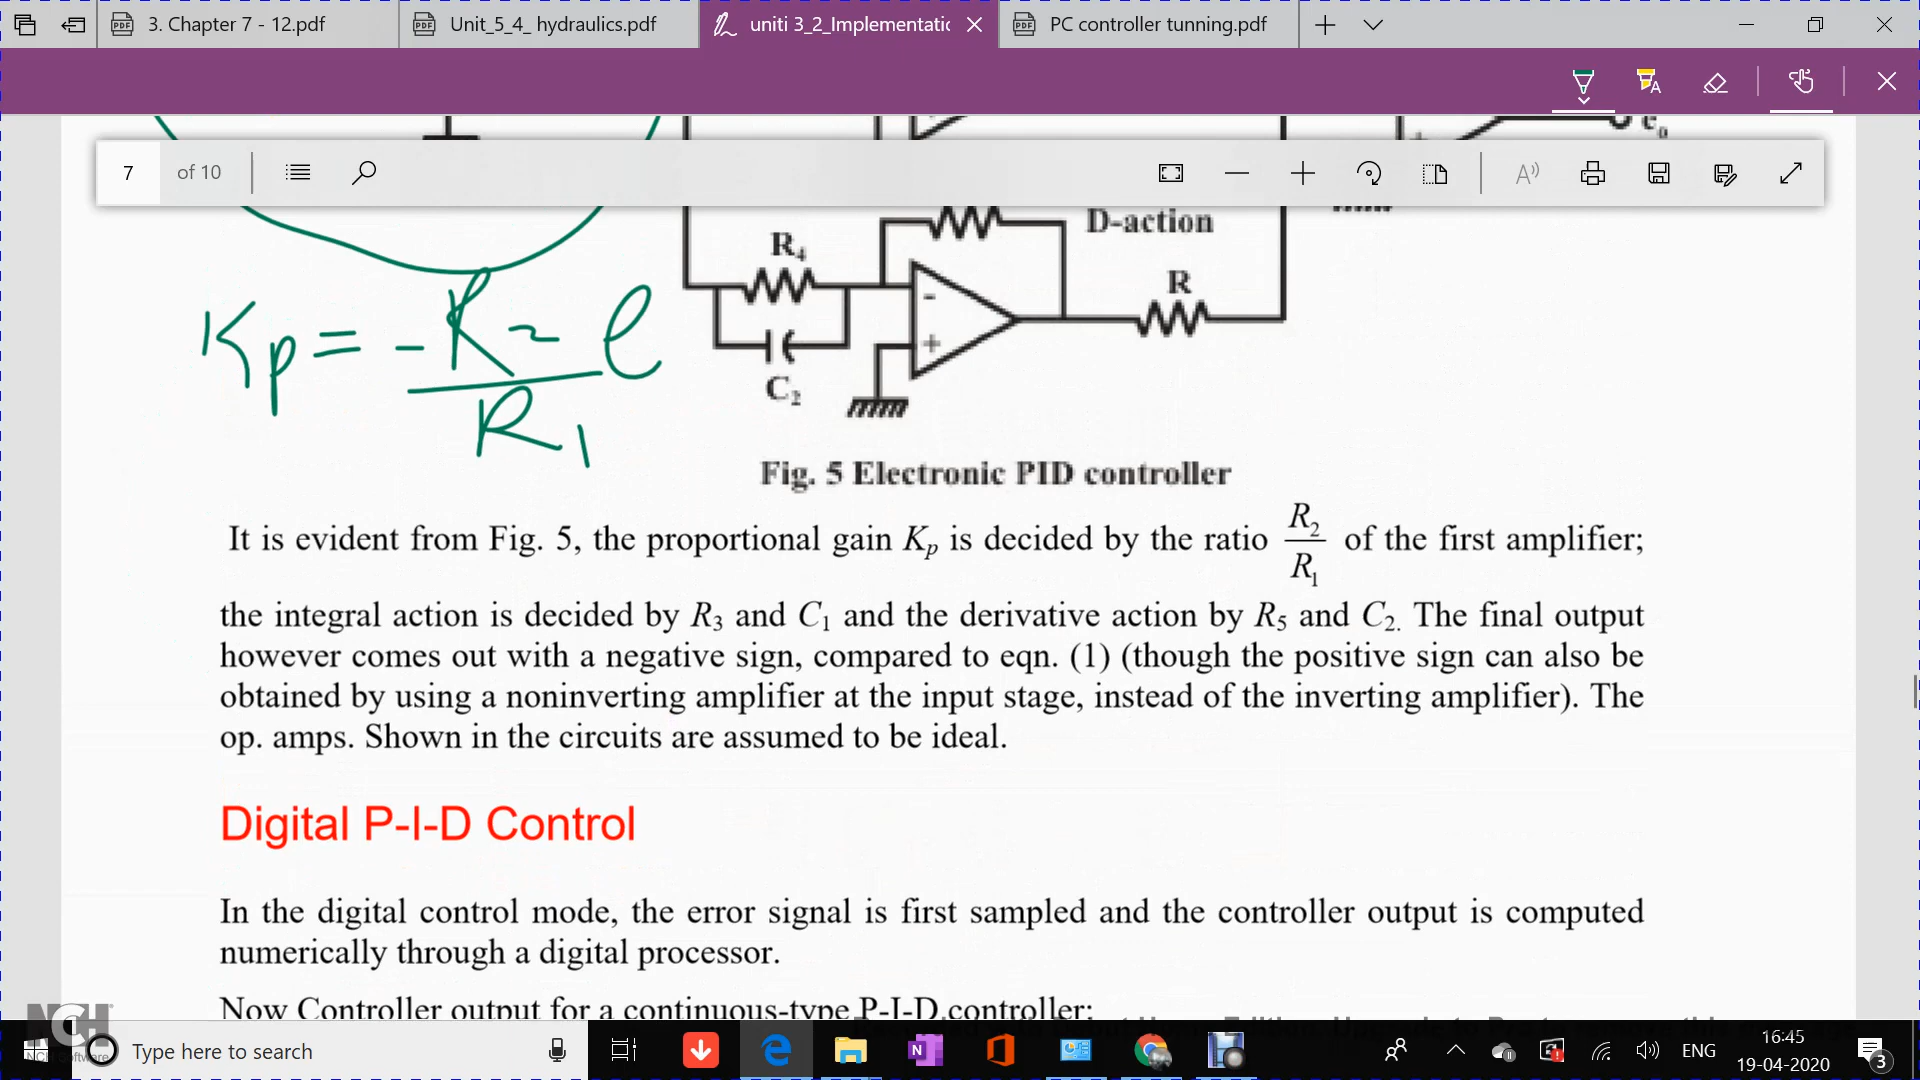 3. Chapter 7 - 12.pdf
Unit_5_4_ hydraulics.pdf
uniti 3_2_Implementatic
PC controller tunning.pdf
7 of 10
e₀
D-action
R₄
R
C₂
Kp = -R2 e
R1
Fig. 5 Electronic PID controller
It is evident from Fig. 5, the proportional gain Kp is decided by the ratio R₂/R₁ of the first amplifier;
the integral action is decided by R₃ and C₁ and the derivative action by R₅ and C₂. The final output
however comes out with a negative sign, compared to eqn. (1) (though the positive sign can also be
obtained by using a noninverting amplifier at the input stage, instead of the inverting amplifier). The
op. amps. Shown in the circuits are assumed to be ideal.
Digital P-I-D Control
In the digital control mode, the error signal is first sampled and the controller output is computed
numerically through a digital processor.
Now Controller output for a continuous-type P-I-D controller:
NCH
NCH Software
Type here to search
ENG
16:45
19-04-2020
3